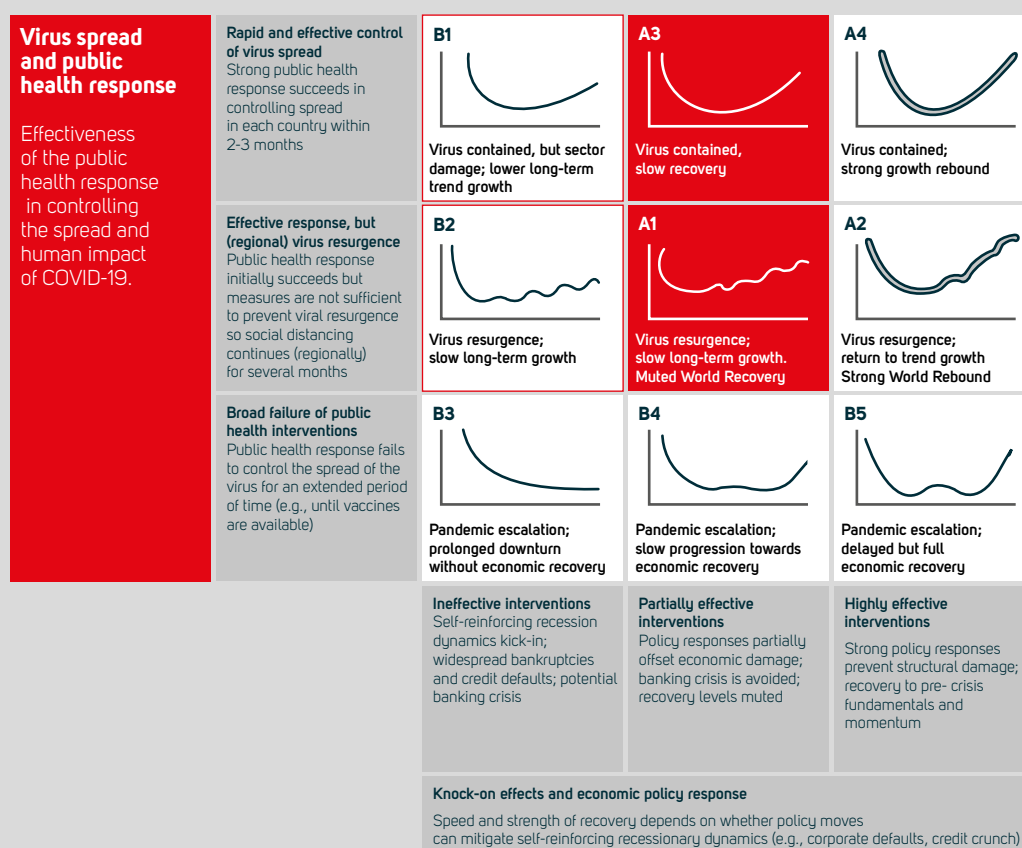 Virus spread
and public
health response
Effectiveness
of the public
health response
in controlling
the spread and
human impact
of COVID-19.
Rapid and effective control
of virus spread
Strong public health
response succeeds in
controlling spread
in each country within
2-3 months
B1
Virus contained, but sector
damage; lower long-term
trend growth
A3
Virus contained,
slow recovery
A4
Virus contained;
strong growth rebound
Effective response, but
(regional) virus resurgence
Public health response
initially succeeds but
measures are not sufficient
to prevent viral resurgence
so social distancing
continues (regionally)
for several months
B2
Virus resurgence;
slow long-term growth
A1
Virus resurgence;
slow long-term growth.
Muted World Recovery
A2
Virus resurgence;
return to trend growth
Strong World Rebound
Broad failure of public
health interventions
Public health response fails
to control the spread of the
virus for an extended period
of time (e.g., until vaccines
are available)
B3
Pandemic escalation;
prolonged downturn
without economic recovery
B4
Pandemic escalation;
slow progression towards
economic recovery
B5
Pandemic escalation;
delayed but full
economic recovery
Ineffective interventions
Self-reinforcing recession
dynamics kick-in;
widespread bankruptcies
and credit defaults; potential
banking crisis
Partially effective
interventions
Policy responses partially
offset economic damage;
banking crisis is avoided;
recovery levels muted
Highly effective
interventions
Strong policy responses
prevent structural damage;
recovery to pre- crisis
fundamentals and
momentum
Knock-on effects and economic policy response
Speed and strength of recovery depends on whether policy moves
can mitigate self-reinforcing recessionary dynamics (e.g., corporate defaults, credit crunch)